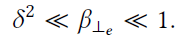 δ² ≪ β⊥ₑ ≪ 1.